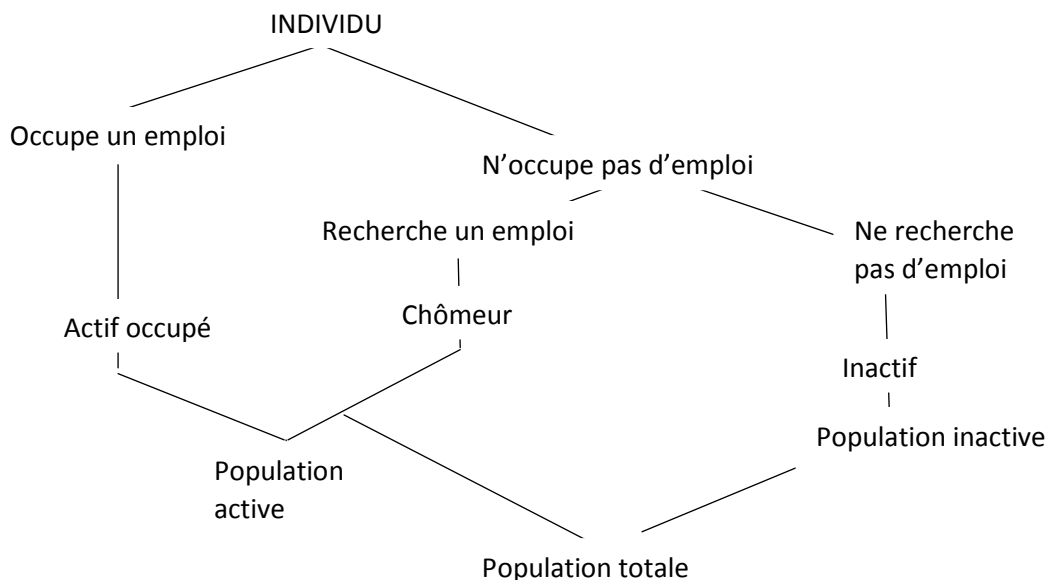 INDIVIDU
Occupe un emploi
N’occupe pas d’emploi
Recherche un emploi
Ne recherche
pas d’emploi
Actif occupé
Chômeur
Inactif
Population inactive
Population
active
Population totale